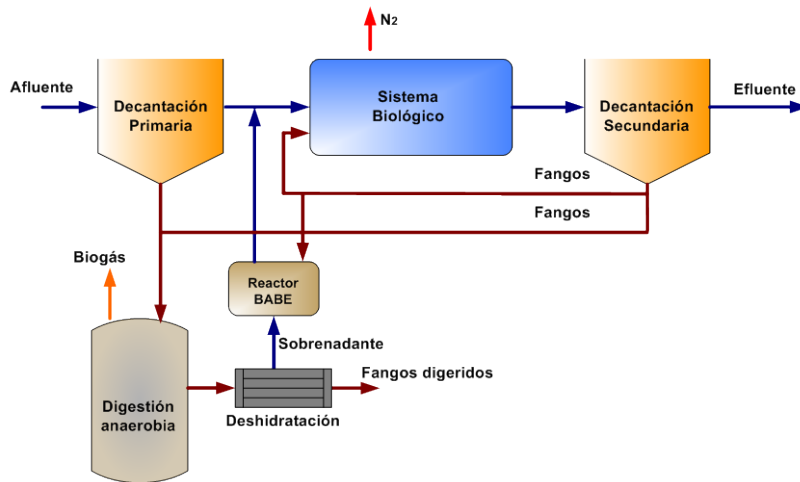 N2
Afluente
Decantación
Primaria
Sistema
Biológico
Decantación
Secundaria
Efluente
Fangos
Fangos
Biogás
Reactor
BABE
Sobrenadante
Fangos digeridos
Digestión
anaerobia
Deshidratación